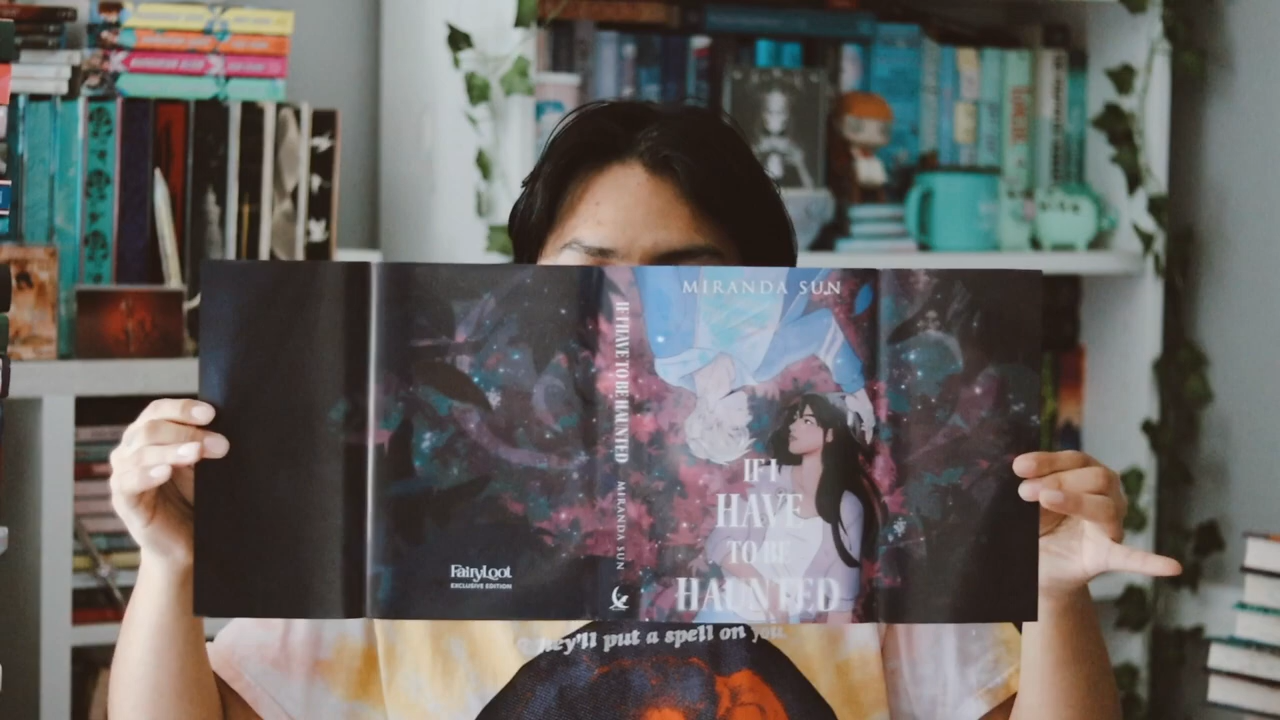 MIRANDA SUN
IF I
HAVE
TO BE
HAUNTED
IF I HAVE TO BE HAUNTED
MIRANDA SUN
FairyLoot
EXCLUSIVE EDITION
they'll put a spell on you